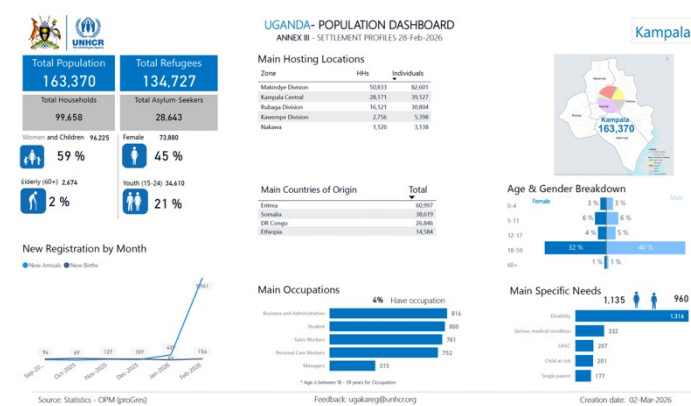 UGANDA- POPULATION DASHBOARD
ANNEX III – SETTLEMENT PROFILES 28-Feb-2026
Kampala
UNHCR
Total Population
163,370
Total Refugees
134,727
Total Households
99,658
Total Asylum-Seekers
28,643
Women and Children 96,225
59 %
Female 73,880
45 %
Elderly (60+) 2,674
2 %
Youth (15-24) 34,610
21 %
New Registration by Month
New Arrivals New Births
96 69 127 107 154
Sep-20... Oct-2025 Nov-2025 Dec-2025 Jan-2026 Feb-2026
Main Hosting Locations
Zone HHs Individuals
Makindye Division 50,833 82,601
Kampala Central 28,171 39,127
Rubaga Division 16,121 30,804
Kawempe Division 2,756 5,398
Nakawa 1,326 3,138
Main Countries of Origin Total
Eritrea 60,997
Somalia 38,619
DR Congo 26,846
Ethiopia 14,584
Main Occupations
4% Have occupation
Business and Administration 816
Student 800
Sales Workers 781
Personal Care Workers 752
Managers 315
* Age is between 18 - 59 years for Occupation
Kampala
163,370
Age & Gender Breakdown
Female Male
0-4 3 % 3 %
5-11 6 % 6 %
12-17 4 % 5 %
18-59 32 % 40 %
60+ 1 % 1 %
Main Specific Needs
1,135 960
Disability 1,316
Serious medical condition 332
UASC 207
Child at risk 201
Single parent 177
Source: Statistics - OPM (proGres)
Feedback: ugakareg@unhcr.org
Creation date: 02-Mar-2026